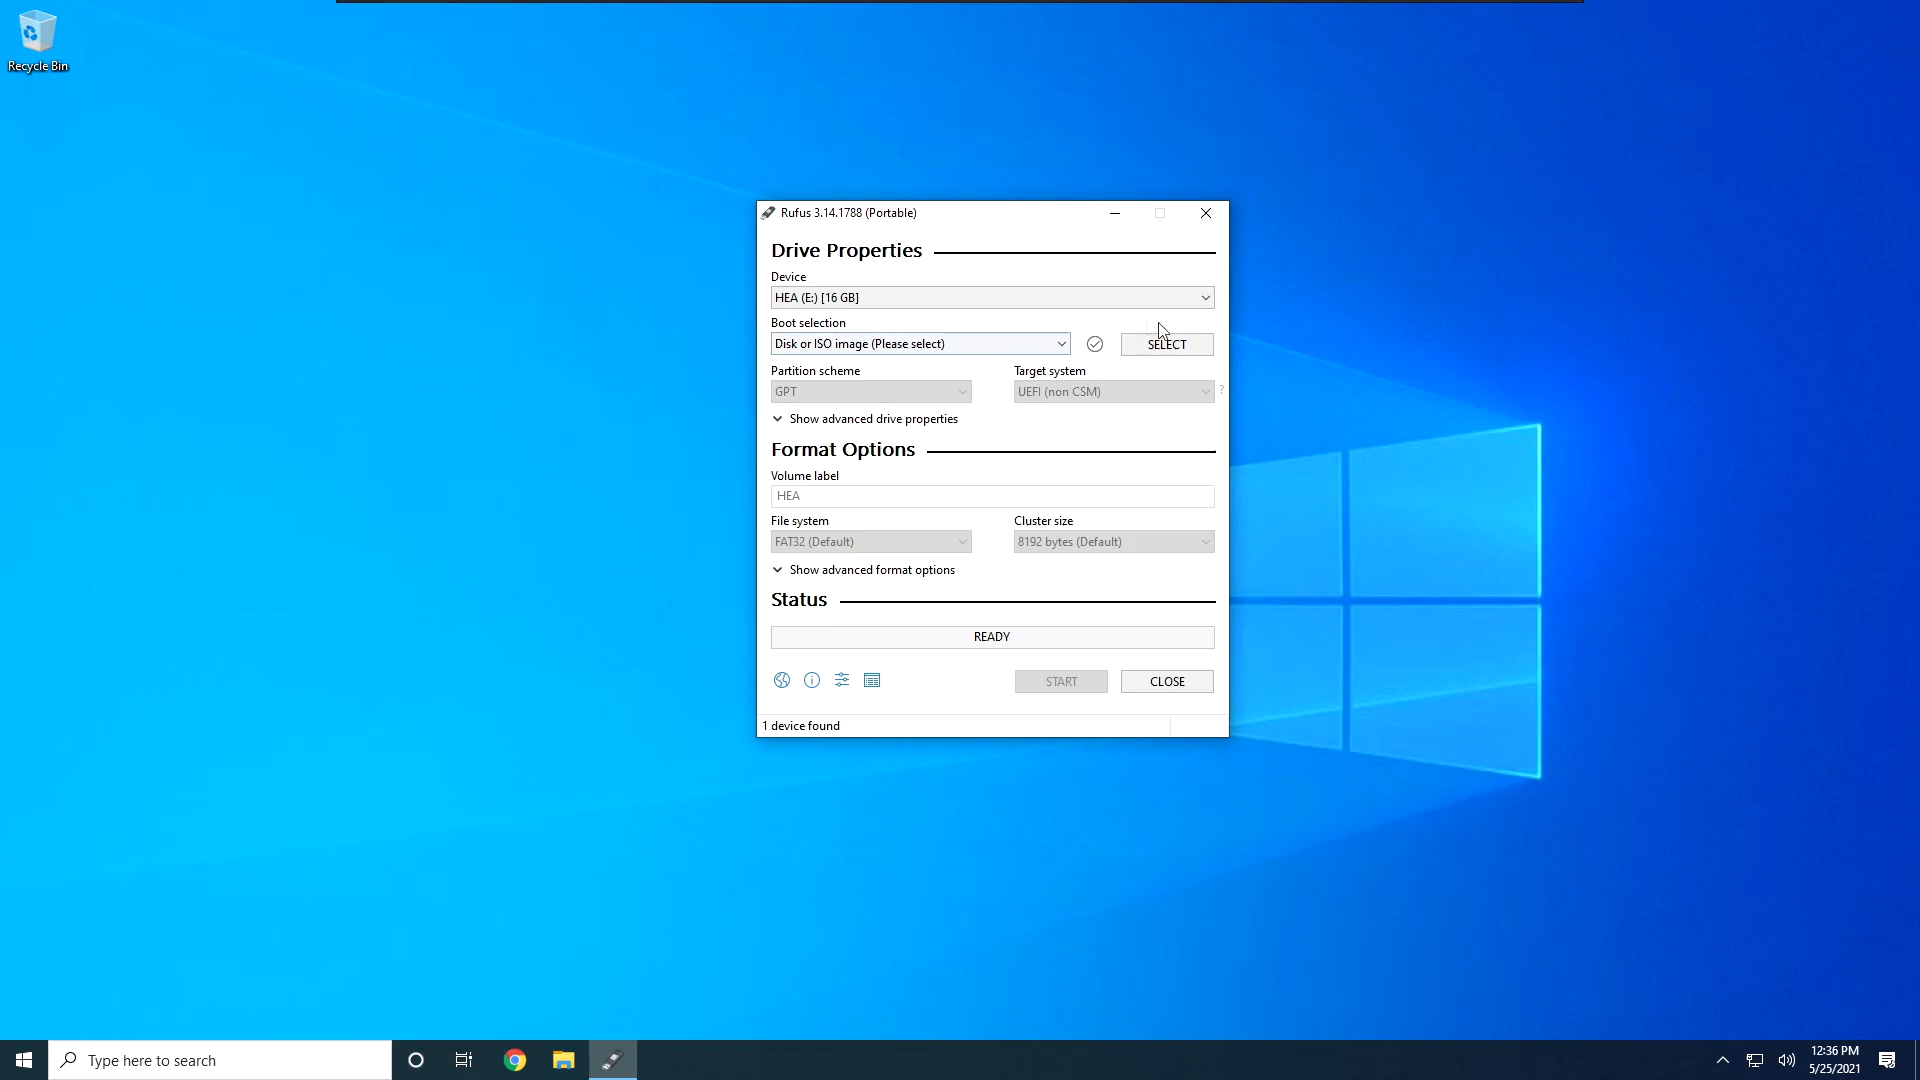 Recycle Bin
Rufus 3.14.1788 (Portable)
Drive Properties
Device
HEA (E:) [16 GB]
Boot selection
Disk or ISO image (Please select)
SELECT
Partition scheme
Target system
GPT
UEFI (non CSM)
?
Show advanced drive properties
Format Options
Volume label
HEA
File system
Cluster size
FAT32 (Default)
8192 bytes (Default)
Show advanced format options
Status
READY
START
CLOSE
1 device found
Type here to search
12:36 PM
5/25/2021